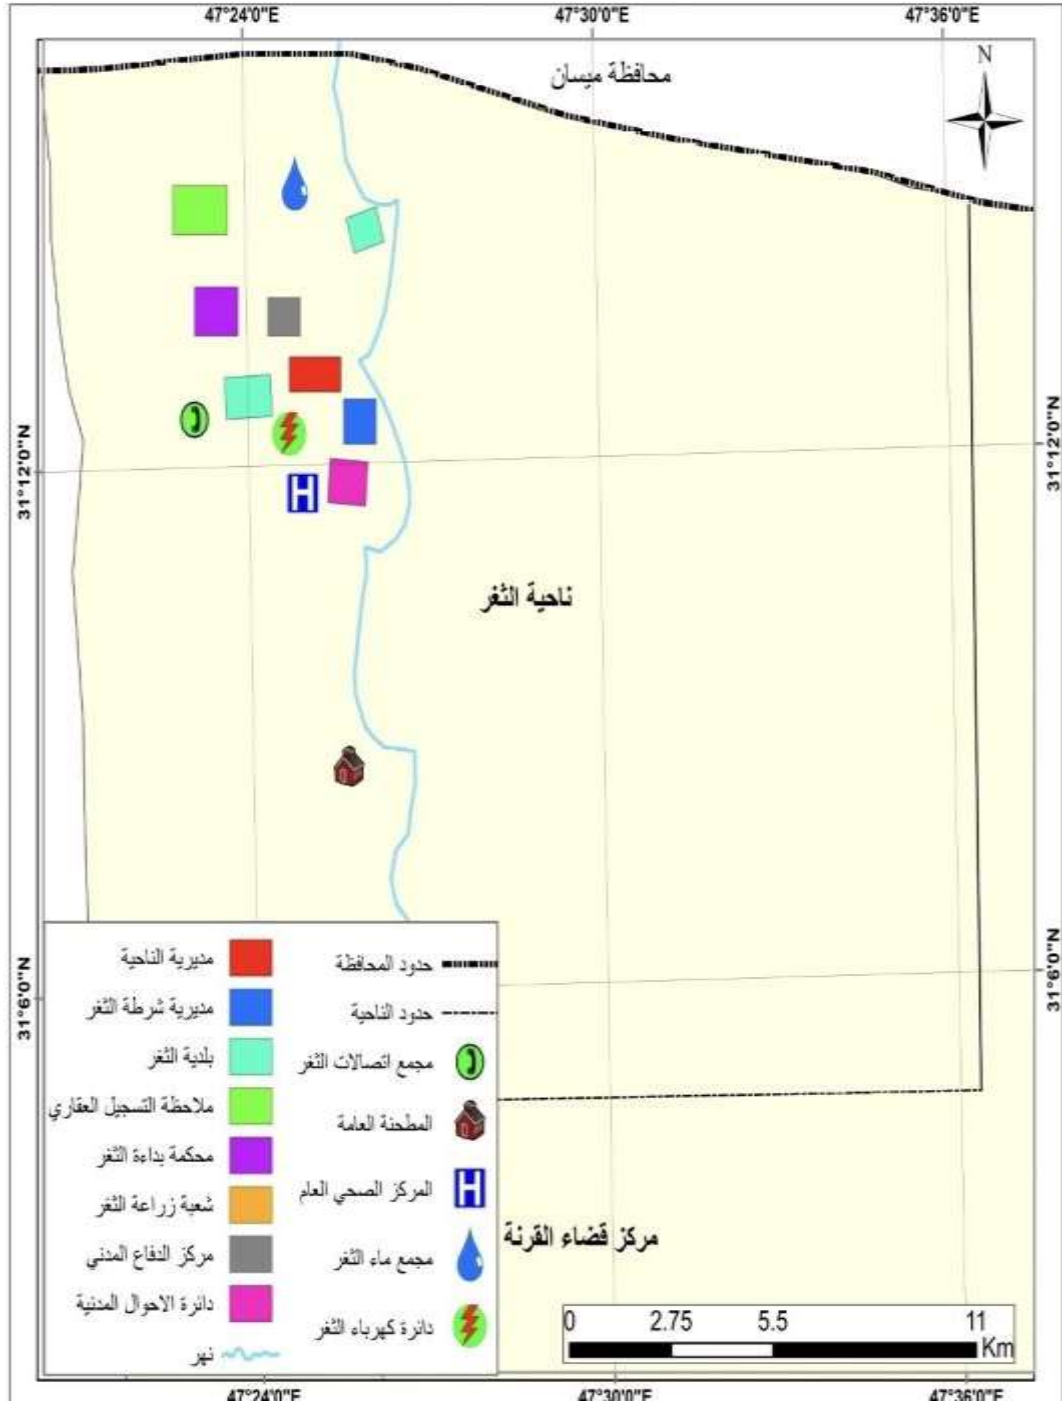 47°24'0"E 47°30'0"E 47°36'0"E
N
محافظة ميسان
31°12'0"N 31°12'0"N
ناحية الثغر
31°6'0"N 31°6'0"N
حدود المحافظة
حدود الناحية
مجمع اتصالات الثغر
المطحنة العامة
H المركز الصحي العام
مجمع ماء الثغر
دائرة كهرباء الثغر
مديرية الناحية
مديرية شرطة الثغر
بلدية الثغر
ملاحظة التسجيل العقاري
محكمة بداءة الثغر
شعبة زراعة الثغر
مركز الدفاع المدني
دائرة الاحوال المدنية
نهر
H
مركز قضاء القرنة
0 2.75 5.5 11
Km
47°24'0"E 47°30'0"E 47°36'0"E